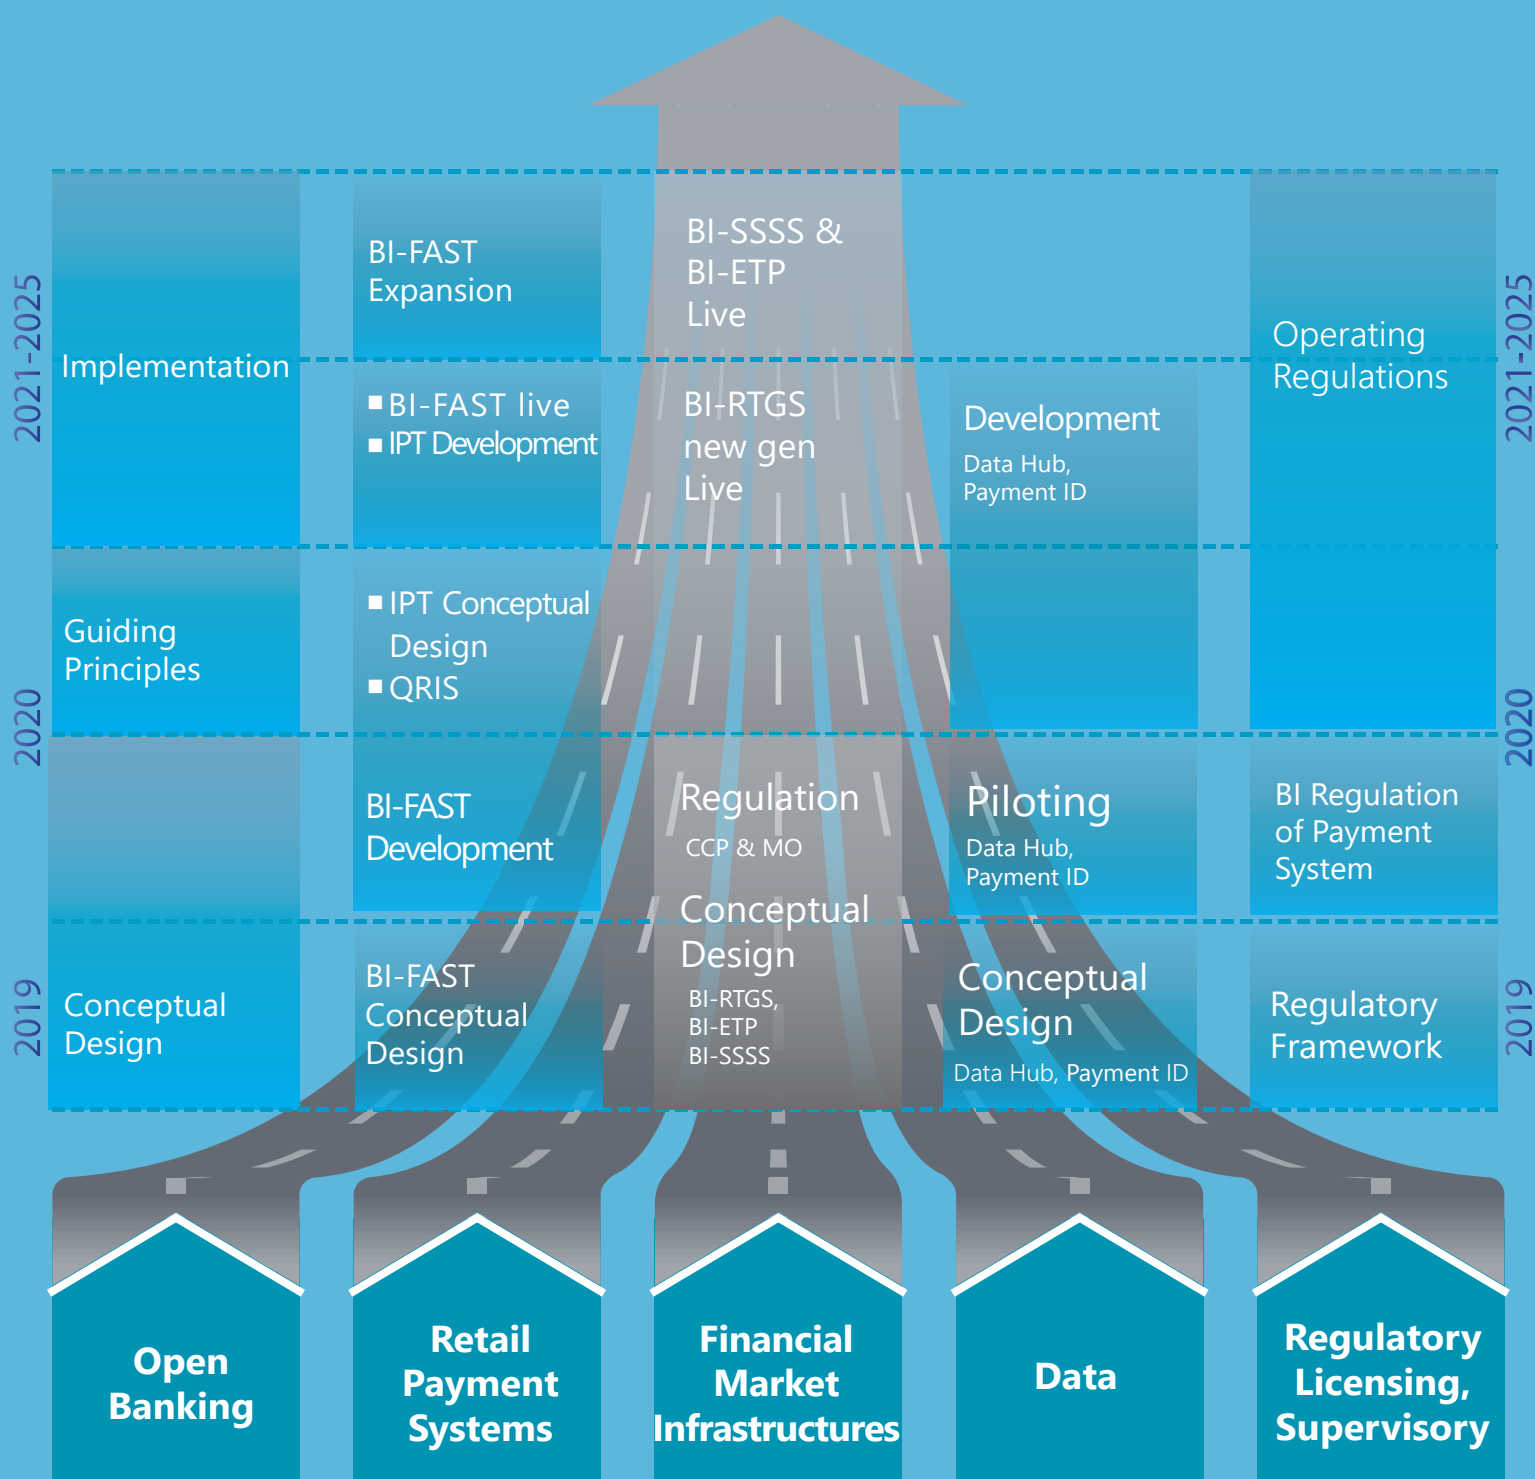 2021-2025
2020
2019
Implementation
Guiding
Principles
Conceptual
Design
Open
Banking
BI-FAST
Expansion
■ BI-FAST live
■ IPT Development
■ IPT Conceptual
Design
■ QRIS
BI-FAST
Development
BI-FAST
Conceptual
Design
Retail
Payment
Systems
BI-SSSS &
BI-ETP
Live
BI-RTGS
new gen
Live
Regulation
CCP & MO
Conceptual
Design
BI-RTGS,
BI-ETP
BI-SSSS
Financial
Market
Infrastructures
Development
Data Hub,
Payment ID
Piloting
Data Hub,
Payment ID
Conceptual
Design
Data Hub, Payment ID
Data
Operating
Regulations
BI Regulation
of Payment
System
Regulatory
Framework
Regulatory
Licensing,
Supervisory
2021-2025
2020
2019